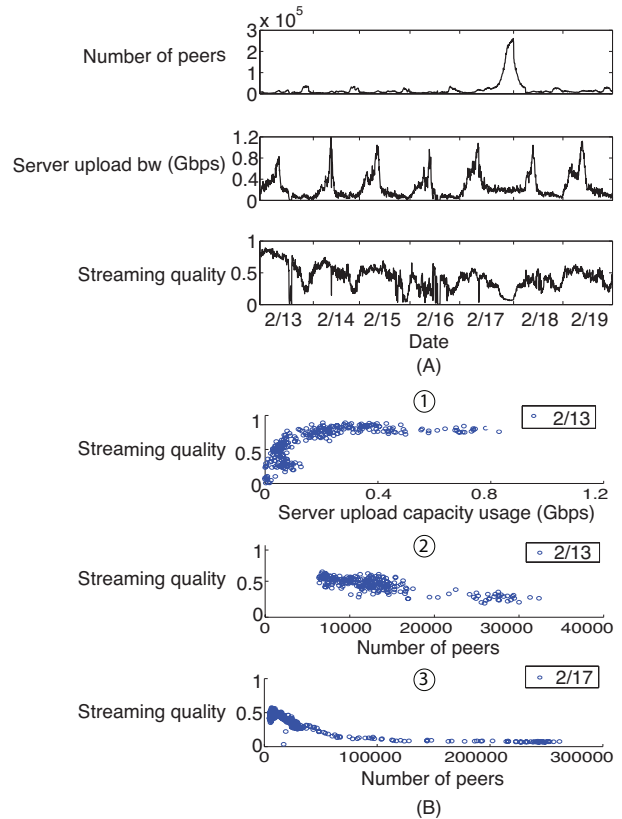 x 10^5
3
2
1
0
Number of peers
1.2
0.8
0.4
0
Server upload bw (Gbps)
1
0.5
0
Streaming quality
2/13 2/14 2/15 2/16 2/17 2/18 2/19
Date
(A)
①
2/13
1
0.5
0
Streaming quality
0 0.4 0.8 1.2
Server upload capacity usage (Gbps)
②
2/13
1
0.5
0
Streaming quality
0 10000 20000 30000 40000
Number of peers
③
2/17
1
0.5
0
Streaming quality
100000 200000 300000
Number of peers
(B)